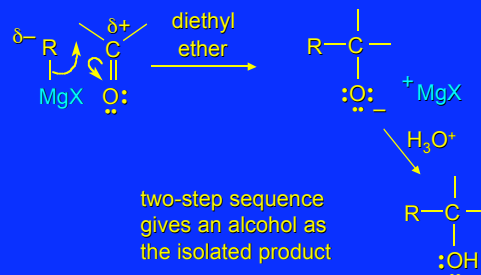 δ– R
MgX
δ+
C
O:
diethyl
ether
R—C—
:O:
–
+MgX
H₃O⁺
R—C—
:OH
two-step sequence
gives an alcohol as
the isolated product